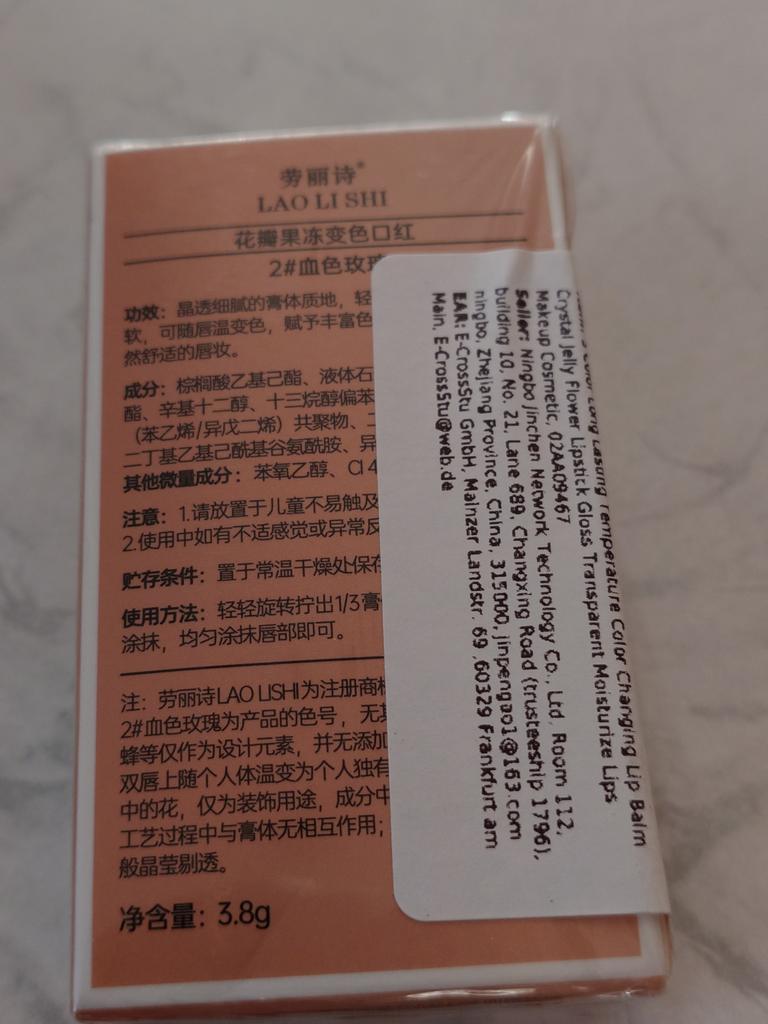 劳丽诗®
LAO LI SHI
花瓣果冻变色口红
2#血色玫瑰
功效：晶透细腻的膏体质地，轻
软，可随唇温变色，赋予丰富色
然舒适的唇妆。
成分：棕榈酸乙基己酯、液体石
酯、辛基十二醇、十三烷醇偏苯
（苯乙烯/异戊二烯）共聚物、二
二丁基乙基己酰基谷氨酰胺、异
其他微量成分：苯氧乙醇、CI 4
注意：1.请放置于儿童不易触及
2.使用中如有不适感觉或异常反
贮存条件：置于常温干燥处保存
使用方法：轻轻旋转拧出1/3膏
涂抹，均匀涂抹唇部即可。
注：劳丽诗LAO LISHI为注册商标
2#血色玫瑰为产品的色号，无其
蜂等仅作为设计元素，并无添加
双唇上随个人体温变为个人独有
中的花，仅为装饰用途，成分中
工艺过程中与膏体无相互作用；
般晶莹剔透。
净含量：3.8g
Color Long Lasting Temperature Color Changing Lip Balm
Crystal Jelly Flower Lipstick Gloss Transparent Moisturize Lips
Makeup Cosmetic, 02AA09467
Seller: Ningbo Jinchen Network Technology Co., Ltd, Room 112,
building 10, No. 21, Lane 689, Changxing Road (trusteeship 1796),
ningbo, Zhejiang Province, China, 315000, jinpengao1@163.com
EAR: E-CrossStu GmbH, Mainzer Landstr. 69 ,60329 Frankfurt am
Main, E-CrossStu@web.de